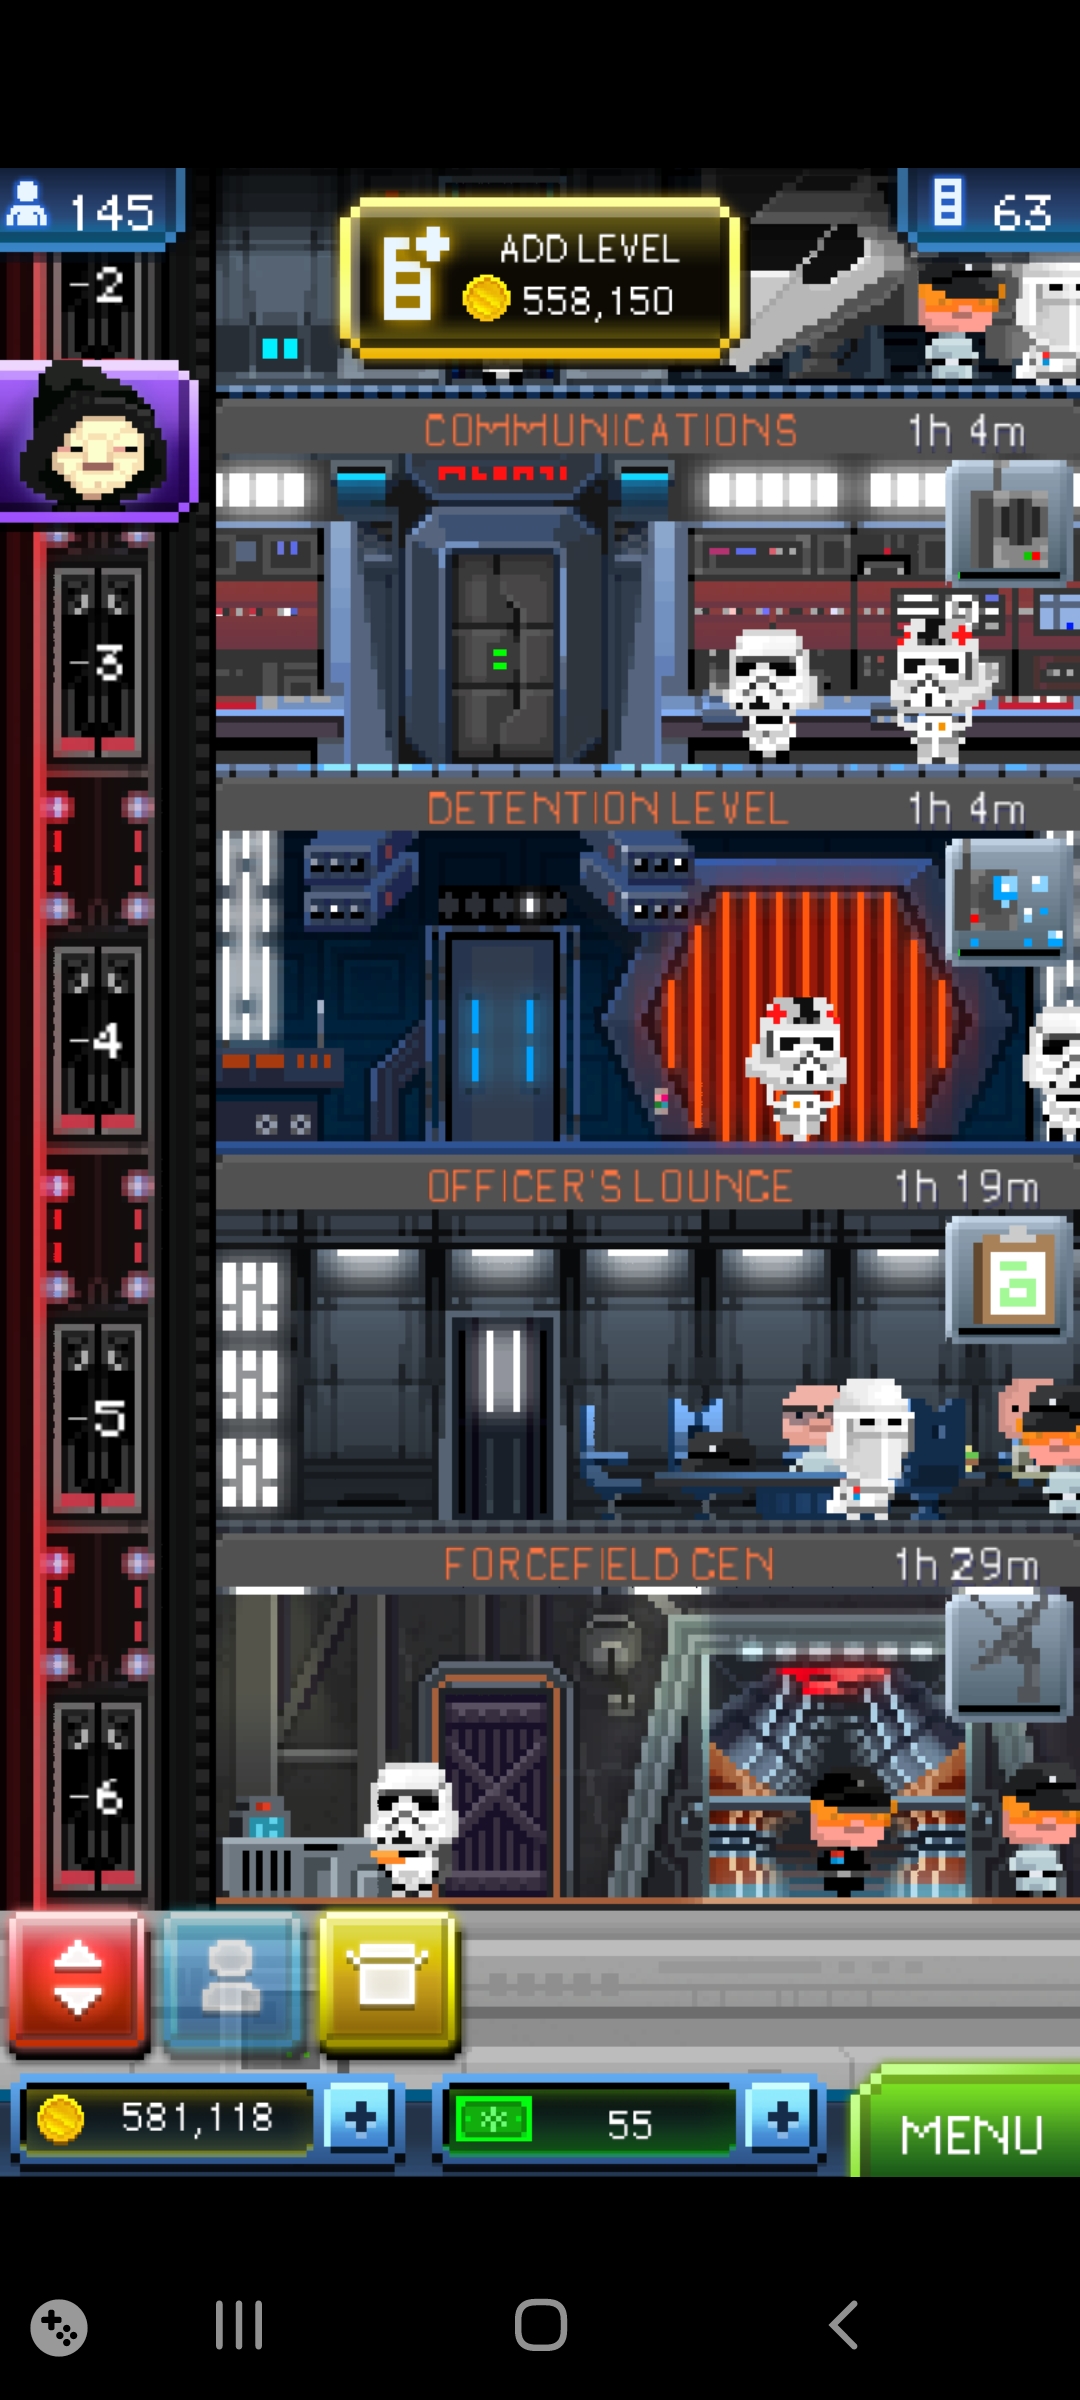 145
ADD LEVEL
558,150
63
-2
COMMUNICATIONS 1h 4m
-3
DETENTION LEVEL 1h 4m
-4
OFFICER'S LOUNGE 1h 19m
-5
FORCEFIELD GEN 1h 29m
-6
581,118
55
MENU